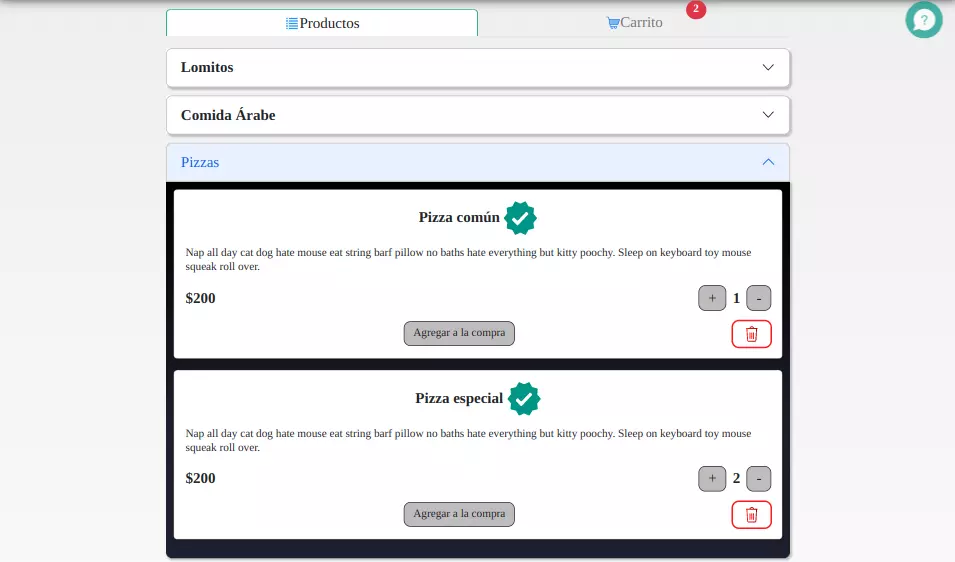 Productos
Carrito
2
?
Lomitos
Comida Árabe
Pizzas
Pizza común
Nap all day cat dog hate mouse eat string barf pillow no baths hate everything but kitty poochy. Sleep on keyboard toy mouse
squeak roll over.
$200
+ 1 -
Agregar a la compra
Pizza especial
Nap all day cat dog hate mouse eat string barf pillow no baths hate everything but kitty poochy. Sleep on keyboard toy mouse
squeak roll over.
$200
+ 2 -
Agregar a la compra